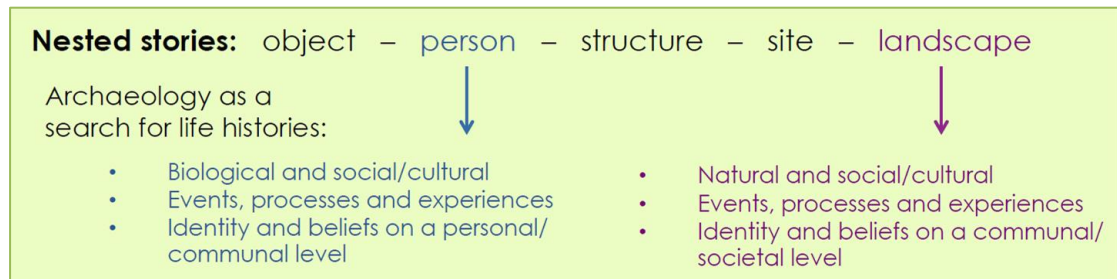 Nested stories: object – person – structure – site – landscape
Archaeology as a
search for life histories:
• Biological and social/cultural
• Events, processes and experiences
• Identity and beliefs on a personal/
communal level
• Natural and social/cultural
• Events, processes and experiences
• Identity and beliefs on a communal/
societal level